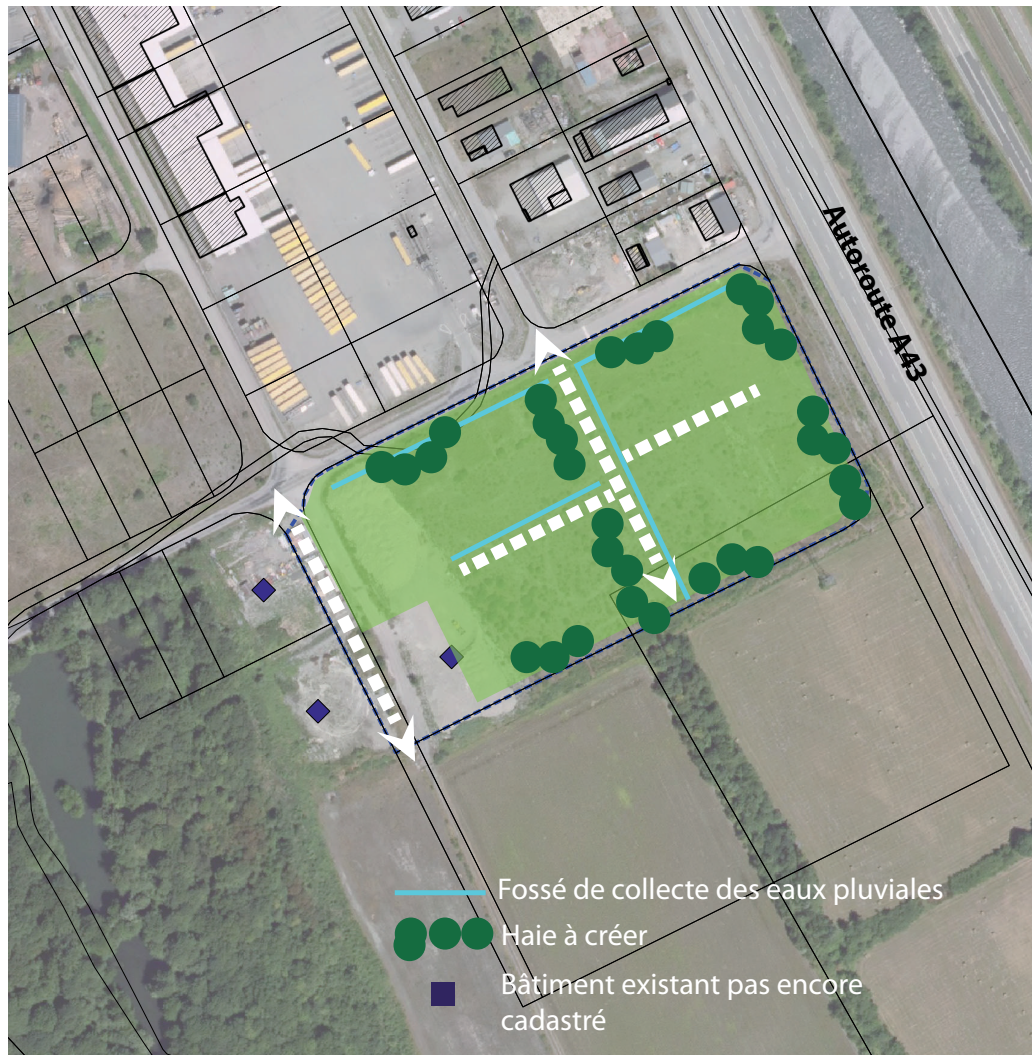 Autoroute A43
Fossé de collecte des eaux pluviales
Haie à créer
Bâtiment existant pas encore
cadastré